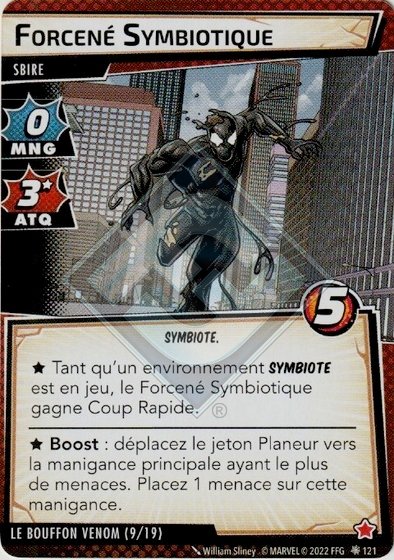 Forcené Symbiotique
SBIRE
0
MNG
3★
ATQ
5
SYMBIOTE.
★ Tant qu'un environnement SYMBIOTE
est en jeu, le Forcené Symbiotique
gagne Coup Rapide.
®
★ Boost : déplacez le jeton Planeur vers
la manigance principale ayant le plus
de menaces. Placez 1 menace sur cette
manigance.
LE BOUFFON VENOM (9/19)
William Sliney © MARVEL © 2022 FFG 121